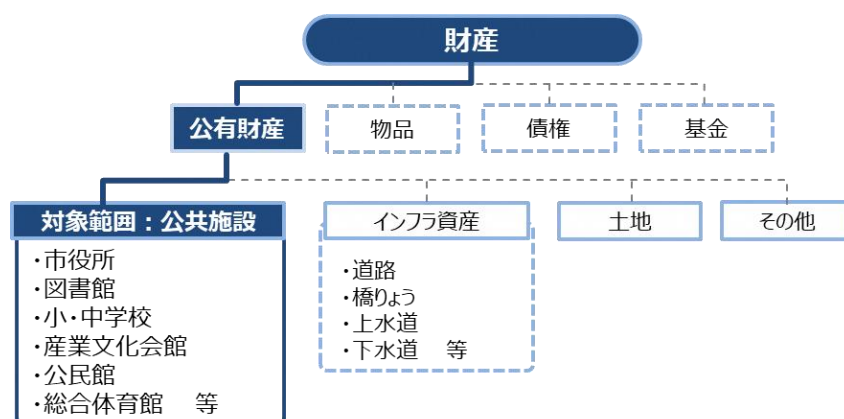 財産
公有財産
物品
債権
基金
対象範囲：公共施設
・市役所
・図書館
・小・中学校
・産業文化会館
・公民館
・総合体育館　等
インフラ資産
・道路
・橋りょう
・上水道
・下水道　等
土地
その他